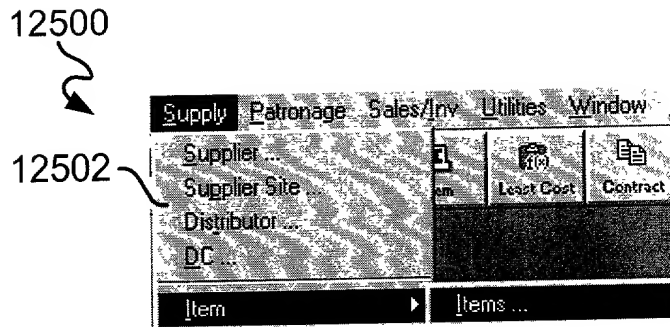 12500
Supply Patronage Sales/Inv Utilities Window
12502
Supplier ...
Supplier Site ...
Distributor ...
DC ...
Least Cost
Contract
Item
Items ...